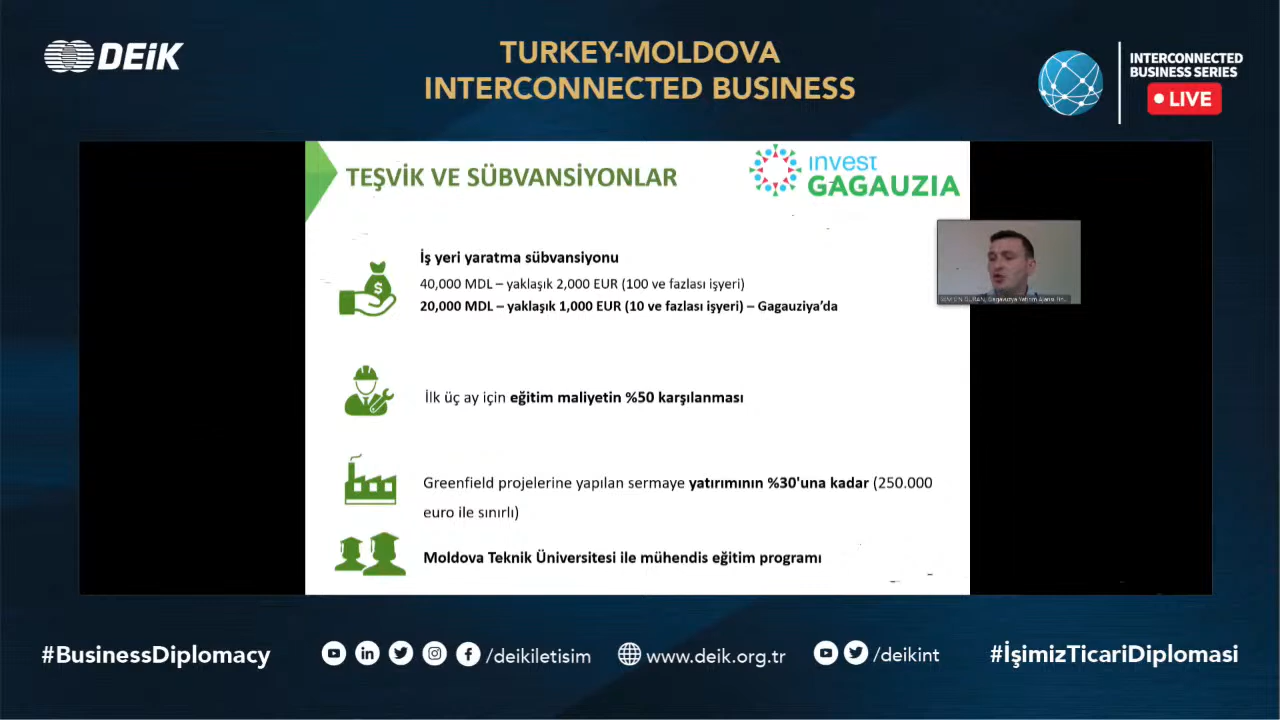 DEiK
TURKEY-MOLDOVA
INTERCONNECTED BUSINESS
INTERCONNECTED
BUSINESS SERIES
LIVE
TEŞVİK VE SÜBVANSİYONLAR
invest
GAGAUZIA
İş yeri yaratma sübvansiyonu
40,000 MDL – yaklaşık 2,000 EUR (100 ve fazlası işyeri)
20,000 MDL – yaklaşık 1,000 EUR (10 ve fazlası işyeri) – Gagauziya’da
İlk üç ay için eğitim maliyetin %50 karşılanması
Greenfield projelerine yapılan sermaye yatırımının %30'una kadar (250.000
euro ile sınırlı)
Moldova Teknik Üniversitesi ile mühendis eğitim programı
#BusinessDiplomacy
/deikiletisim
www.deik.org.tr
/deikint
#İşimizTicariDiplomasi